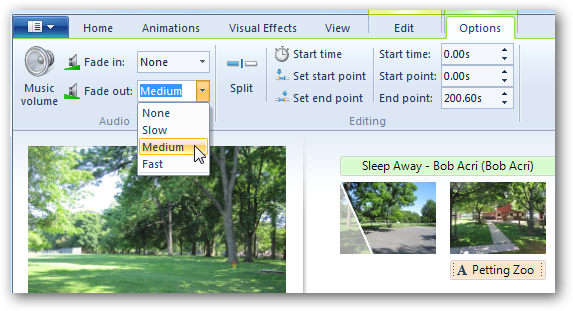 Home Animations Visual Effects View Edit Options
Music volume
Fade in: None
Fade out: Medium
None
Slow
Medium
Fast
Audio
Split
Start time
Set start point
Set end point
Start time: 0.00s
Start point: 0.00s
End point: 200.60s
Editing
Sleep Away - Bob Acri (Bob Acri)
A Petting Zoo